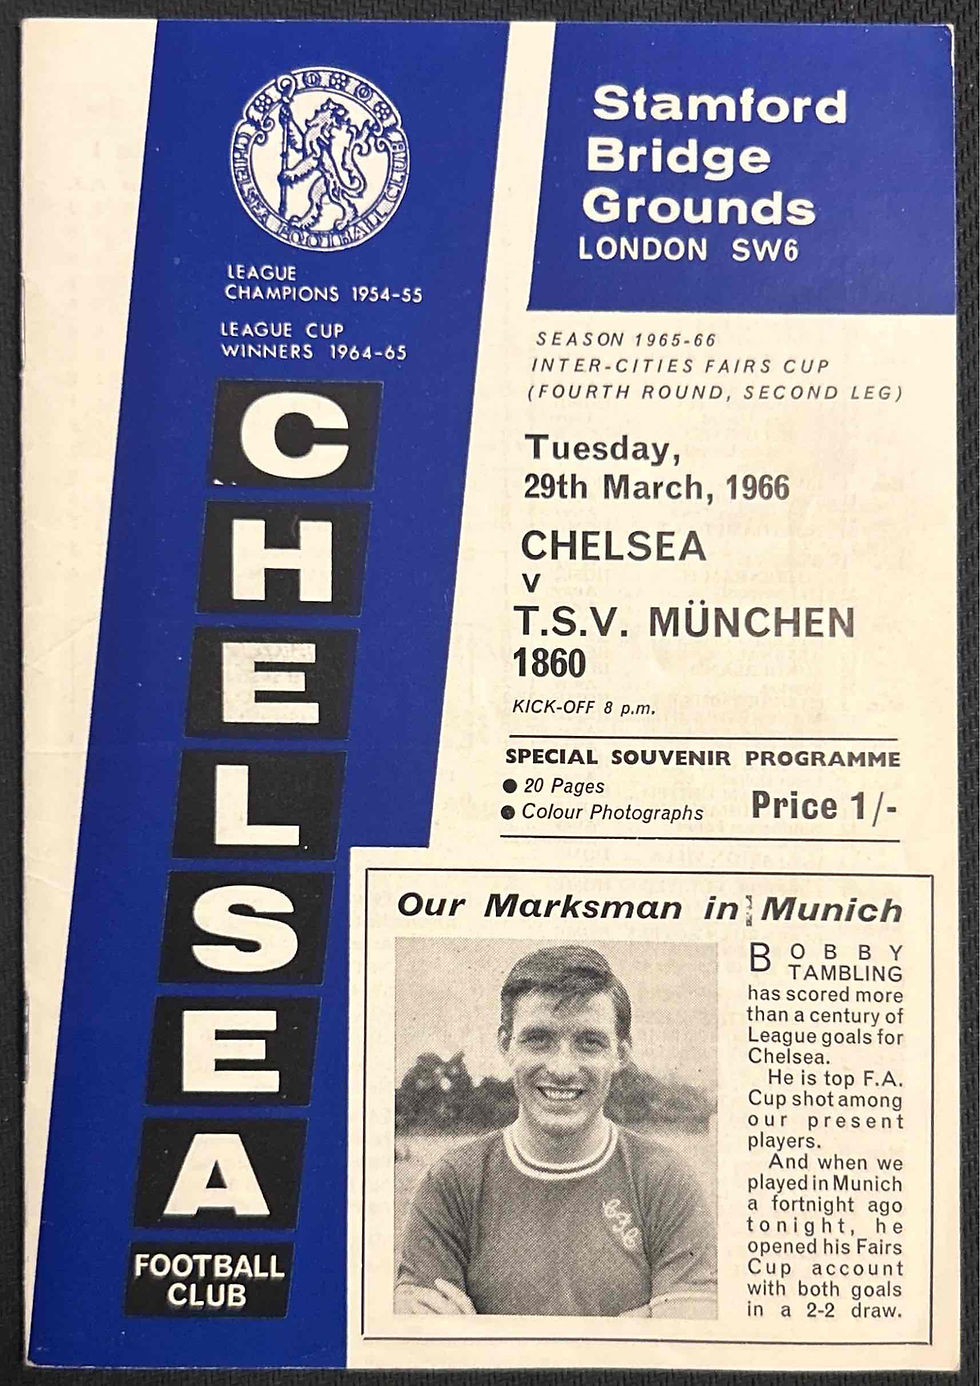 CHELSEA FOOTBALL CLUB
LEAGUE
CHAMPIONS 1954-55
LEAGUE CUP
WINNERS 1964-65
C
H
E
L
S
E
A
FOOTBALL
CLUB
Stamford
Bridge
Grounds
LONDON SW6
SEASON 1965-66
INTER-CITIES FAIRS CUP
(FOURTH ROUND, SECOND LEG)
Tuesday,
29th March, 1966
CHELSEA
v
T.S.V. MÜNCHEN
1860
KICK-OFF 8 p.m.
SPECIAL SOUVENIR PROGRAMME
● 20 Pages
● Colour Photographs
Price 1/-
Our Marksman in Munich
BOBBY
TAMBLING
has scored more
than a century of
League goals for
Chelsea.
He is top F.A.
Cup shot among
our present
players.
And when we
played in Munich
a fortnight ago
tonight, he
opened his Fairs
Cup account
with both goals
in a 2-2 draw.